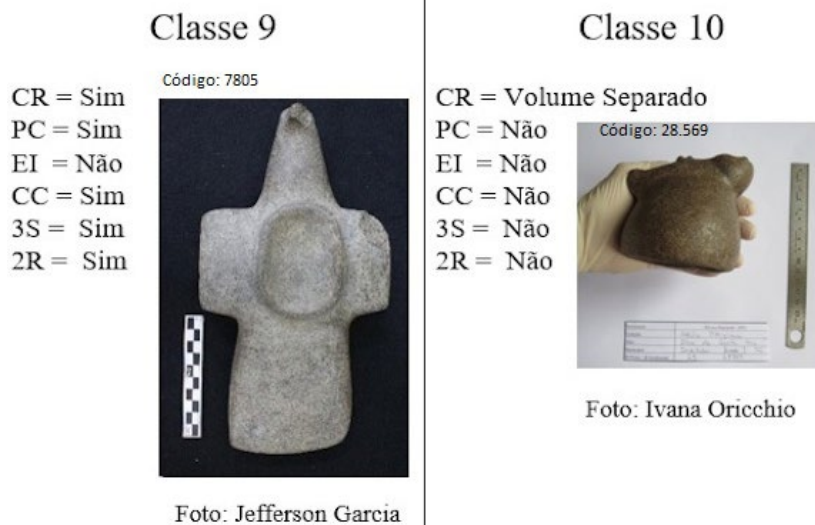 Classe 9
Código: 7805
CR = Sim
PC = Sim
EI = Não
CC = Sim
3S = Sim
2R = Sim
Foto: Jefferson Garcia
Classe 10
CR = Volume Separado
Código: 28.569
PC = Não
EI = Não
CC = Não
3S = Não
2R = Não
Foto: Ivana Oricchio